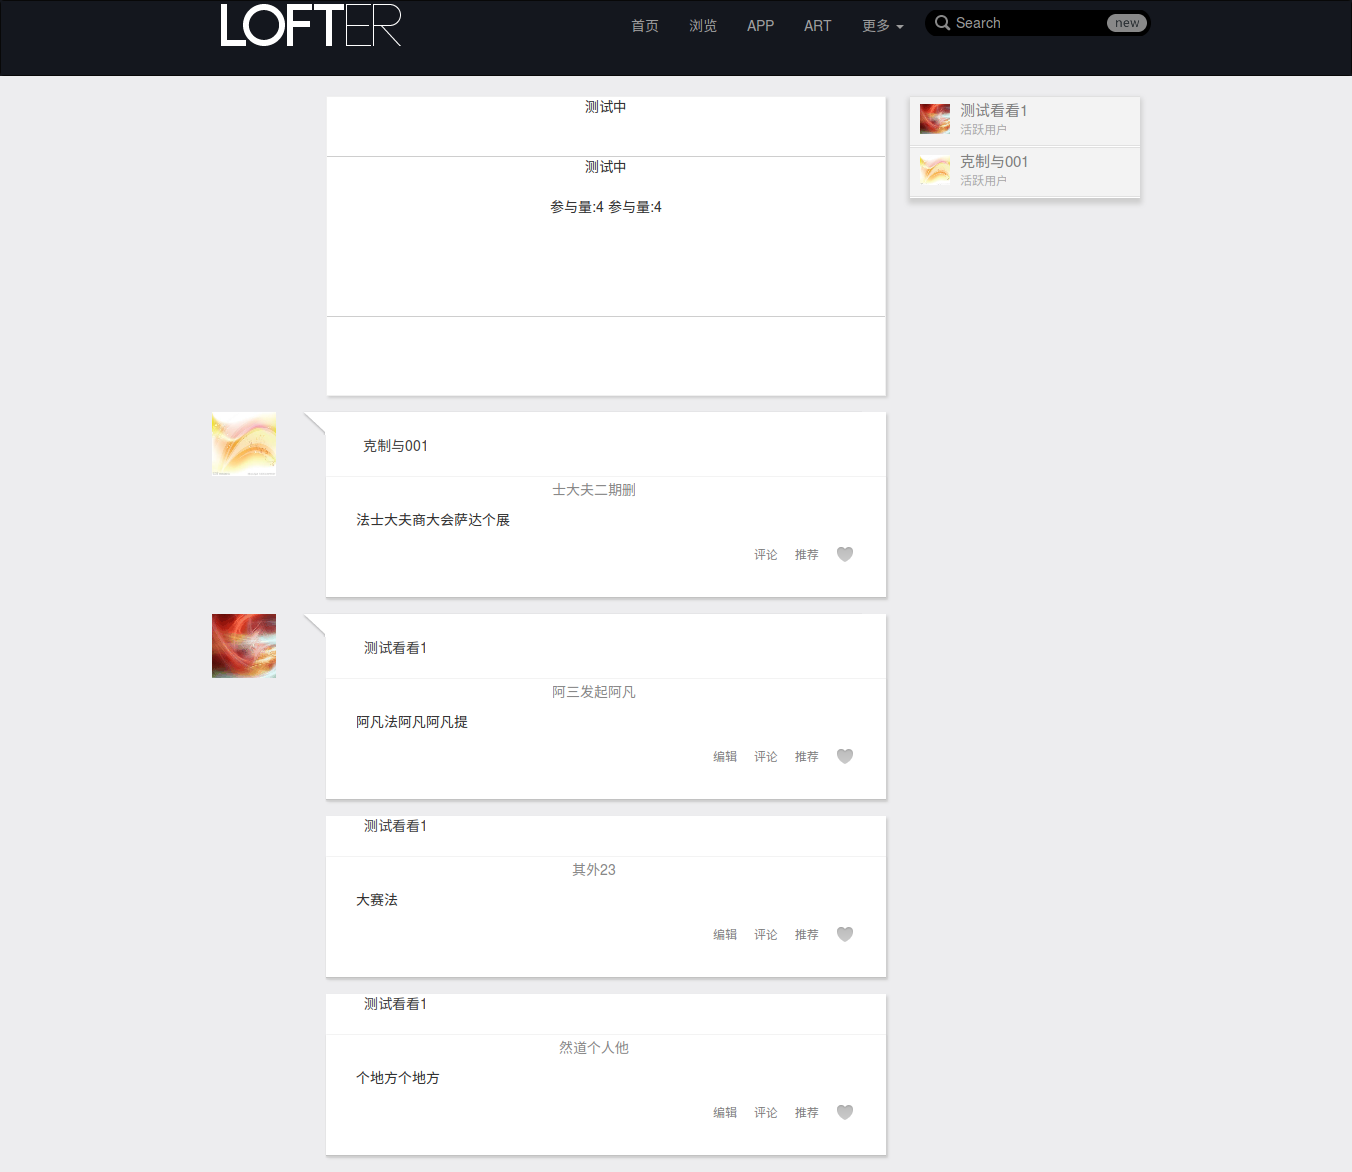 LOFTER 首页 浏览 APP ART 更多 Search new
测试中
测试中
参与量:4 参与量:4
测试看看1
活跃用户
克制与001
活跃用户
克制与001
士大夫二期删
法士大夫商大会萨达个展
评论 推荐
测试看看1
阿三发起阿凡
阿凡法阿凡阿凡提
编辑 评论 推荐
测试看看1
其外23
大赛法
编辑 评论 推荐
测试看看1
然道个人他
个地方个地方
编辑 评论 推荐